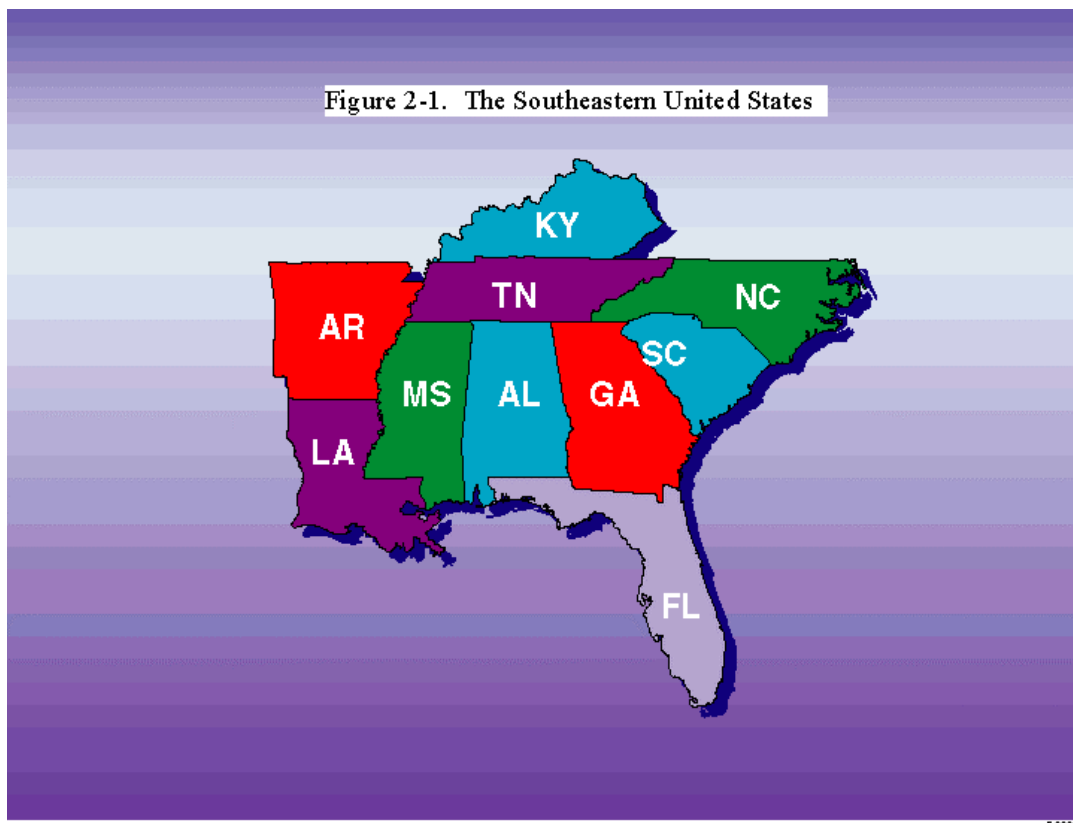 Figure 2-1. The Southeastern United States
KY
TN
NC
AR
SC
MS
AL
GA
LA
FL